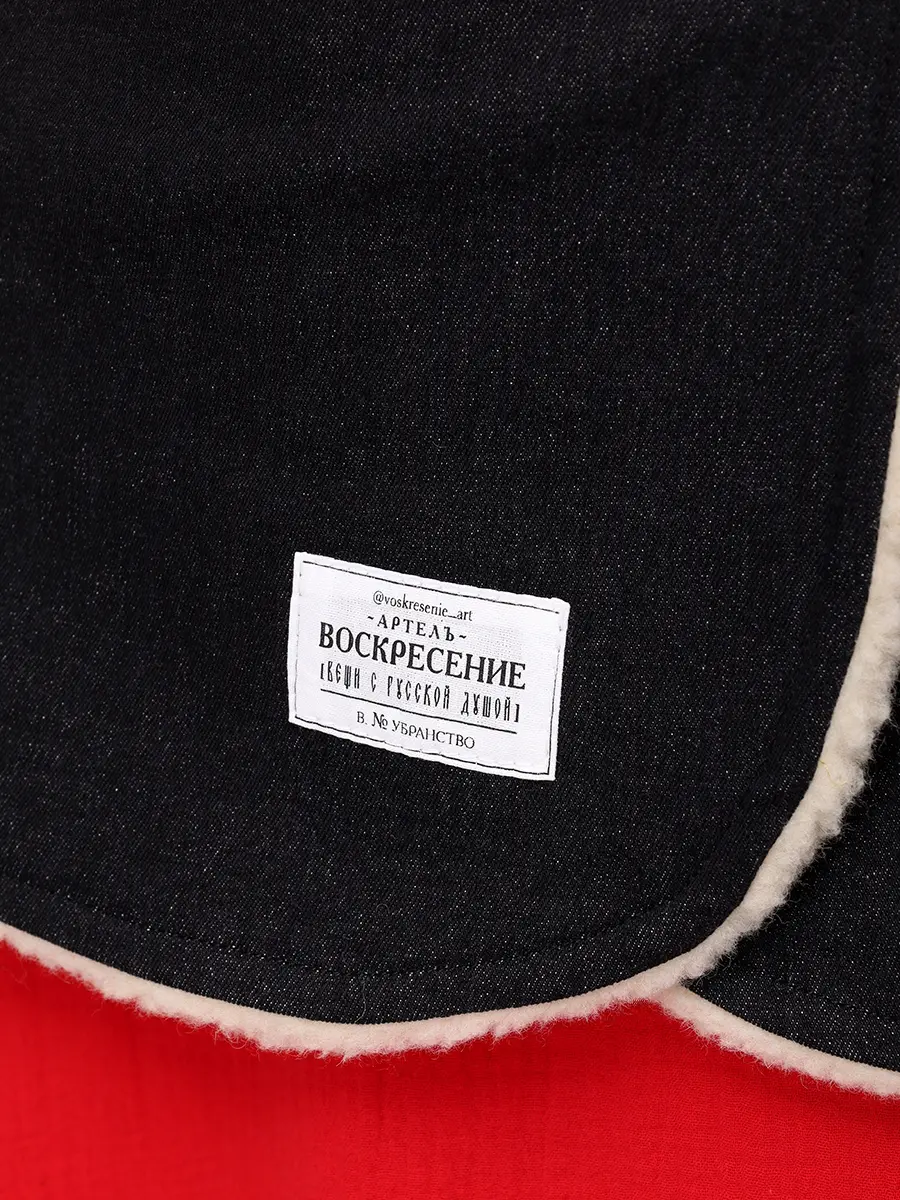 @voskresenie_art
-АРТЕЛЪ-
ВОСКРЕСЕНИЕ
[ВЕЩИ С РУССКОЙ ДУШОЙ]
В. № УБРАНСТВО